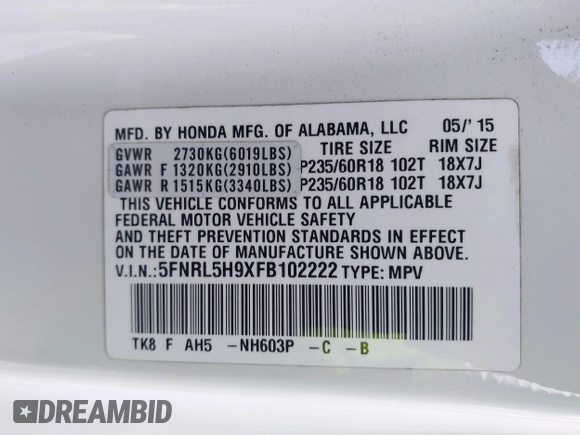 MFD. BY HONDA MFG. OF ALABAMA, LLC 05/'15
TIRE SIZE RIM SIZE
GVWR 2730KG(6019LBS)
GAWR F 1320KG(2910LBS) P235/60R18 102T 18X7J
GAWR R 1515KG(3340LBS) P235/60R18 102T 18X7J
THIS VEHICLE CONFORMS TO ALL APPLICABLE
FEDERAL MOTOR VEHICLE SAFETY
AND THEFT PREVENTION STANDARDS IN EFFECT
ON THE DATE OF MANUFACTURE SHOWN ABOVE.
V.I.N.:5FNRL5H9XFB102222 TYPE: MPV
TK8 F AH5 -NH603P -C -B
DREAMBID